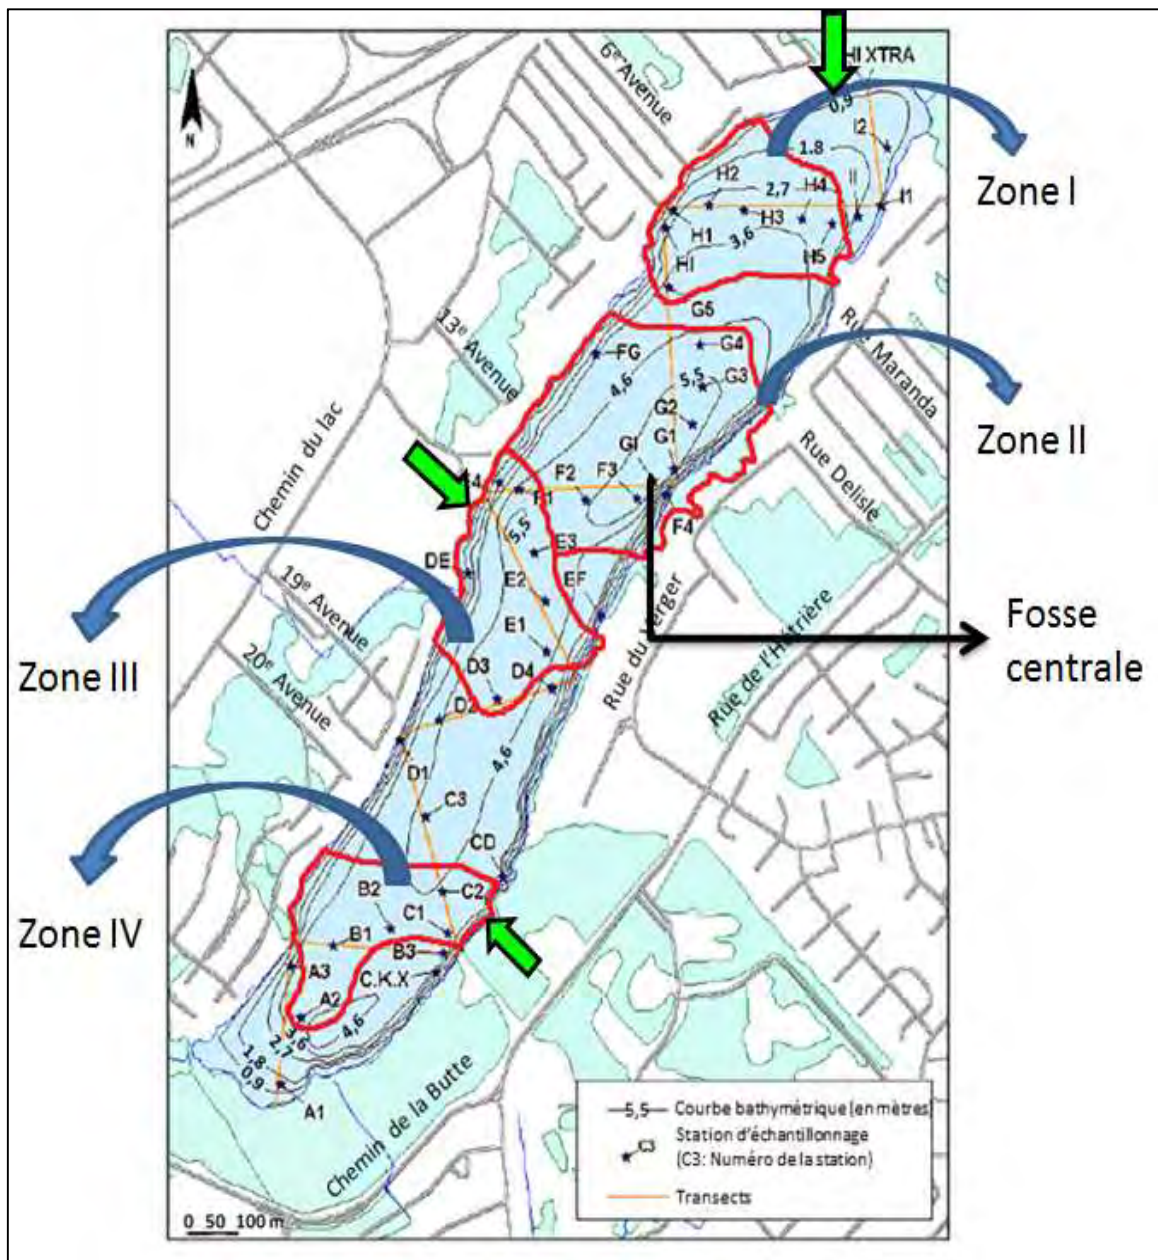 HI XTRA
6e Avenue
0,9
I2
1.8
Zone I
H2
H4
II
2,7
I1
H3
H1
3,6
HI
H5
G5
Rue Maranda
13e Avenue
FG
G4
4,6
5,5
G3
G2
Zone II
G1
GI
Rue Delisle
Chemin du lac
F2
F3
F1
F4
5,5
E3
DE
E2
EF
19e Avenue
E1
Rue du Verger
Rue de l'Hêtrière
Fosse
centrale
Zone III
20e Avenue
D3
D4
D2
4,6
D1
C3
CD
B2
C2
Zone IV
C1
B1
B3
A3
C.K.X
A2
3,6
4,6
2,7
1,8
0,9
A1
Chemin de la Butte
N
5,5 Courbe bathymétrique (en mètres)
C3 Station d'échantillonnage
(C3: Numéro de la station)
Transects
0 50 100 m